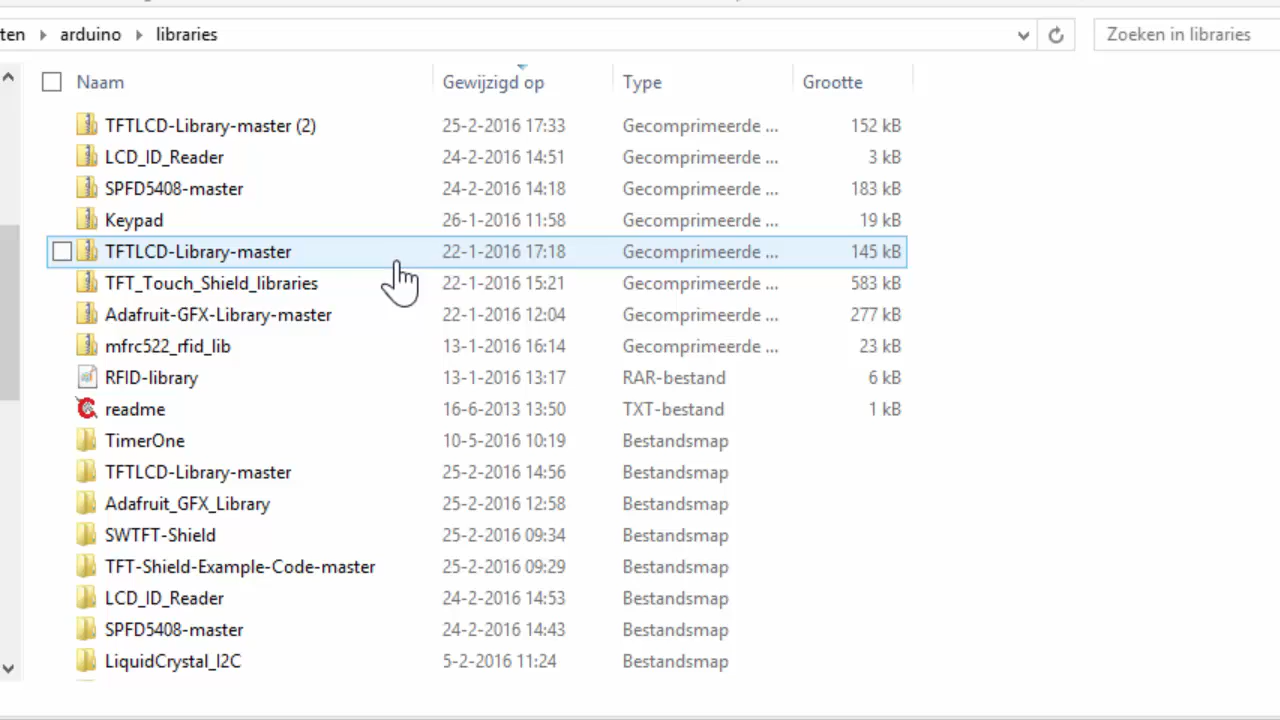 ten arduino libraries Zoeken in libraries
Naam Gewijzigd op Type Grootte
TFTLCD-Library-master (2) 25-2-2016 17:33 Gecomprimeerde ... 152 kB
LCD_ID_Reader 24-2-2016 14:51 Gecomprimeerde ... 3 kB
SPFD5408-master 24-2-2016 14:18 Gecomprimeerde ... 183 kB
Keypad 26-1-2016 11:58 Gecomprimeerde ... 19 kB
TFTLCD-Library-master 22-1-2016 17:18 Gecomprimeerde ... 145 kB
TFT_Touch_Shield_libraries 22-1-2016 15:21 Gecomprimeerde ... 583 kB
Adafruit-GFX-Library-master 22-1-2016 12:04 Gecomprimeerde ... 277 kB
mfrc522_rfid_lib 13-1-2016 16:14 Gecomprimeerde ... 23 kB
RFID-library 13-1-2016 13:17 RAR-bestand 6 kB
readme 16-6-2013 13:50 TXT-bestand 1 kB
TimerOne 10-5-2016 10:19 Bestandsmap
TFTLCD-Library-master 25-2-2016 14:56 Bestandsmap
Adafruit_GFX_Library 25-2-2016 12:58 Bestandsmap
SWTFT-Shield 25-2-2016 09:34 Bestandsmap
TFT-Shield-Example-Code-master 25-2-2016 09:29 Bestandsmap
LCD_ID_Reader 24-2-2016 14:53 Bestandsmap
SPFD5408-master 24-2-2016 14:43 Bestandsmap
LiquidCrystal_I2C 5-2-2016 11:24 Bestandsmap